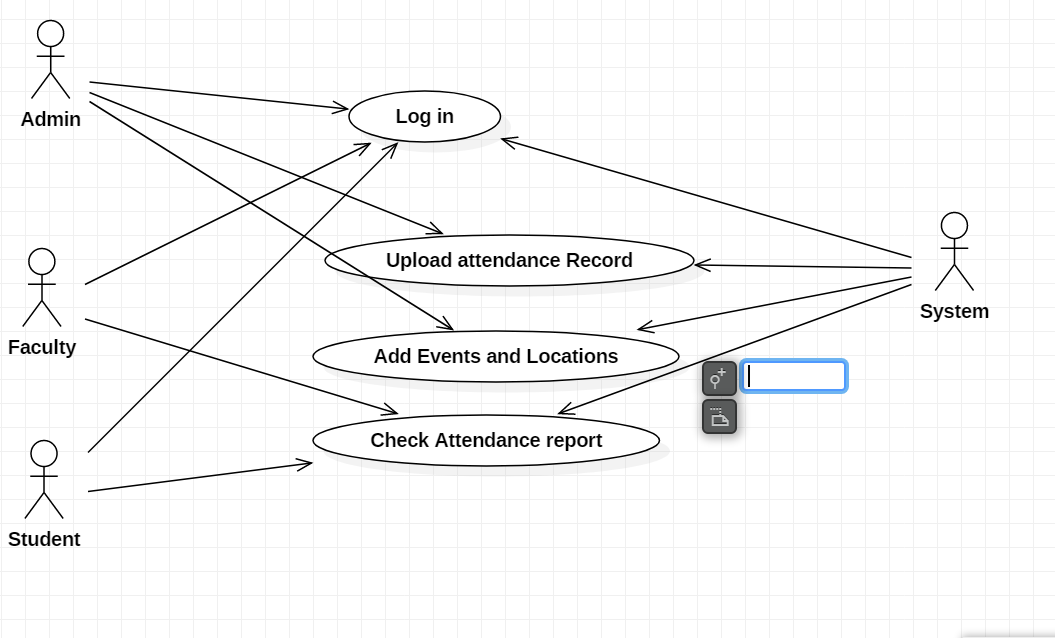 Admin
Log in
Upload attendance Record
System
Faculty
Add Events and Locations
Check Attendance report
Student